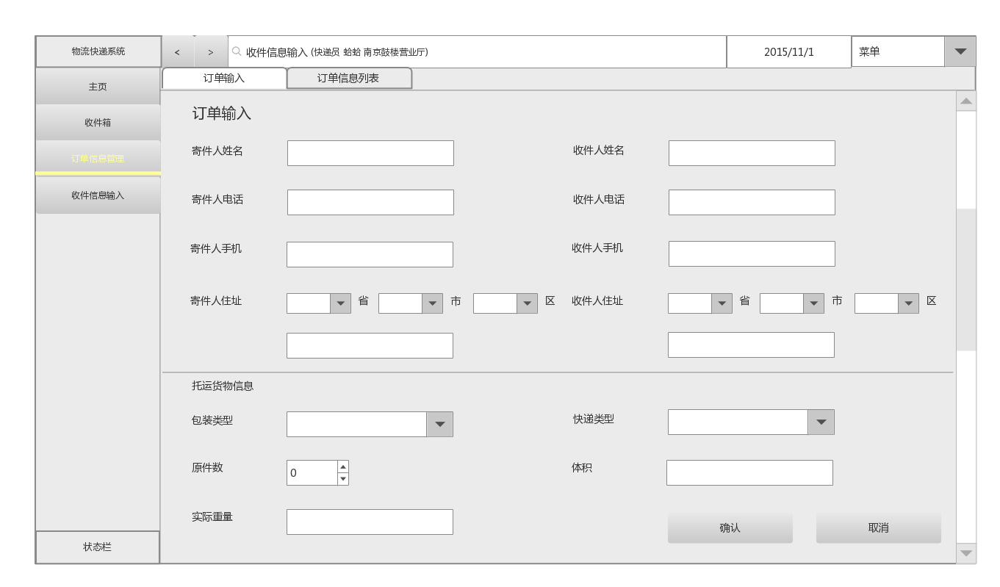 物流快递系统 < > 收件信息输入 (快递员 蛤蛤 南京鼓楼营业厅) 2015/11/1 菜单
订单输入 订单信息列表
主页
收件箱
订单信息管理
收件信息输入
状态栏
订单输入
寄件人姓名 收件人姓名
寄件人电话 收件人电话
寄件人手机 收件人手机
寄件人住址 省 市 区 收件人住址 省 市 区
托运货物信息
包装类型 快递类型
原件数 0 体积
实际重量 确认 取消